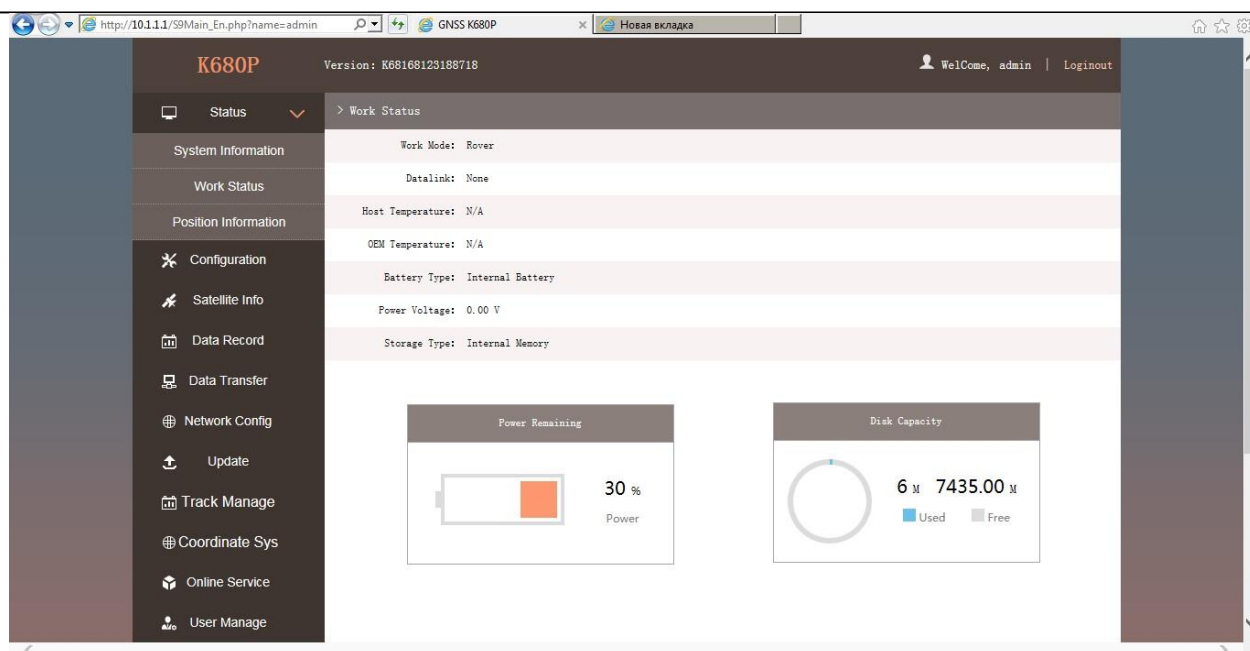 http://10.1.1.1/S9Main_En.php?name=admin GNSS K680P Новая вкладка
K680P Version: K68168123188718 WelCome, admin | Loginout
Status > Work Status
System Information
Work Status
Position Information
Configuration
Satellite Info
Data Record
Data Transfer
Network Config
Update
Track Manage
Coordinate Sys
Online Service
User Manage
Work Mode: Rover
Datalink: None
Host Temperature: N/A
OEM Temperature: N/A
Battery Type: Internal Battery
Power Voltage: 0.00 V
Storage Type: Internal Memory
Power Remaining
30 %
Power
Disk Capacity
6 M 7435.00 M
Used Free